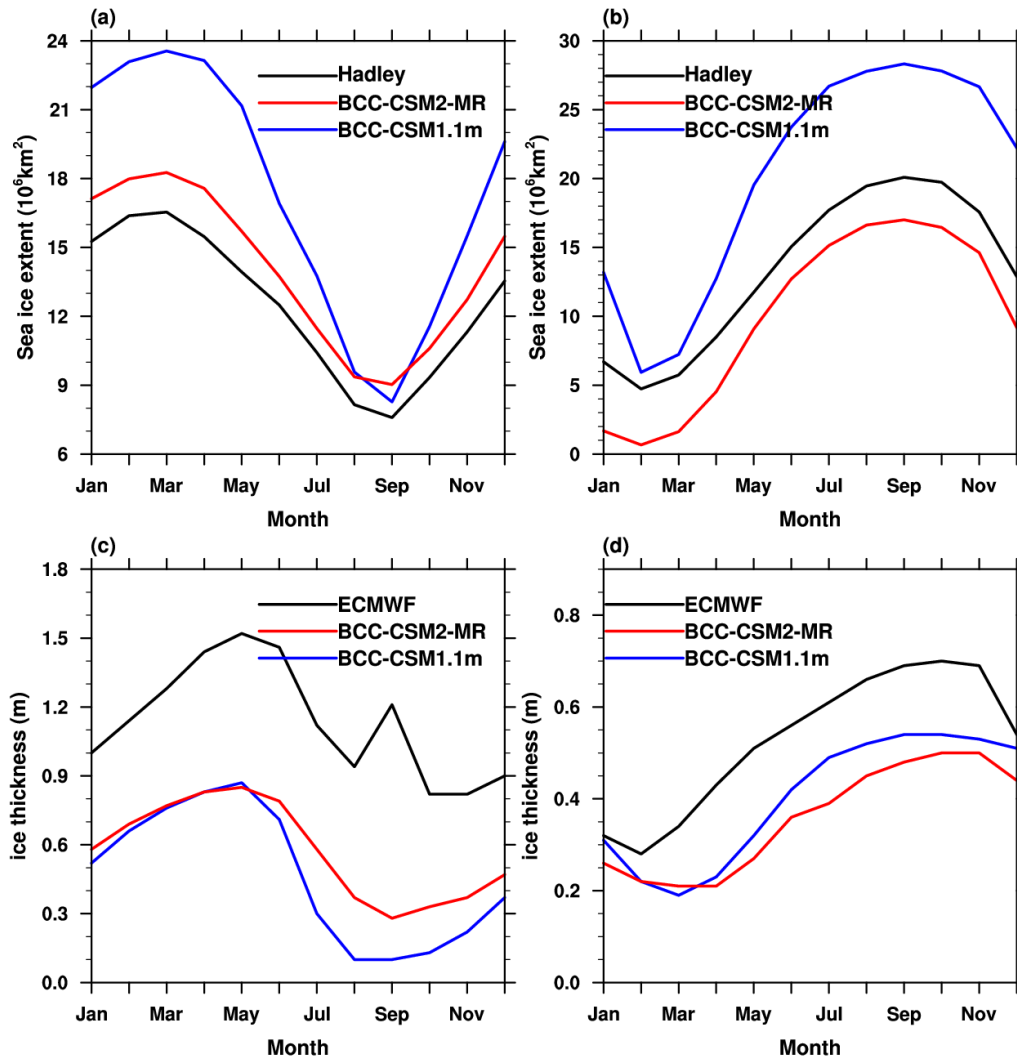 (a)
Sea ice extent (10⁶km²)
24
21
18
15
12
9
6
Hadley
BCC-CSM2-MR
BCC-CSM1.1m
Jan Mar May Jul Sep Nov
Month
(b)
Sea ice extent (10⁶km²)
30
25
20
15
10
5
0
Hadley
BCC-CSM2-MR
BCC-CSM1.1m
Jan Mar May Jul Sep Nov
Month
(c)
ice thickness (m)
1.8
1.5
1.2
0.9
0.6
0.3
0.0
ECMWF
BCC-CSM2-MR
BCC-CSM1.1m
Jan Mar May Jul Sep Nov
Month
(d)
ice thickness (m)
0.8
0.6
0.4
0.2
0.0
ECMWF
BCC-CSM2-MR
BCC-CSM1.1m
Jan Mar May Jul Sep Nov
Month